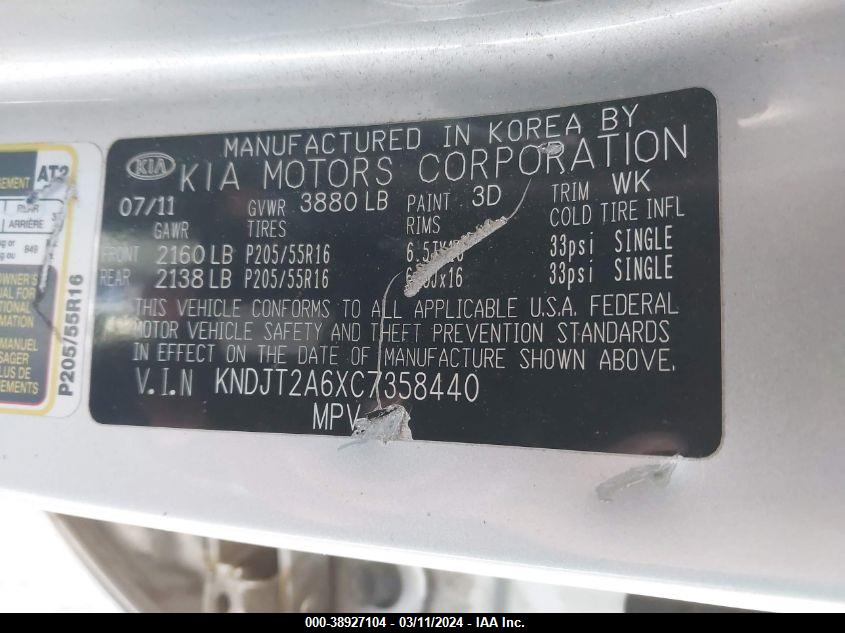 MANUFACTURED IN KOREA BY
KIA KIA MOTORS CORPORATION
07/11 GVWR 3880 LB PAINT 3D TRIM WK
GAWR TIRES RIMS COLD TIRE INFL
FRONT 2160 LB P205/55R16 33psi SINGLE
REAR 2138 LB P205/55R16 33psi SINGLE
THIS VEHICLE CONFORMS TO ALL APPLICABLE U.S.A. FEDERAL
MOTOR VEHICLE SAFETY AND THEFT PREVENTION STANDARDS
IN EFFECT ON THE DATE OF MANUFACTURE SHOWN ABOVE.
V.I.N KNDJT2A6XC7358440
MPV
AT2
REAR
ARRIÈRE
P205/55R16
000-38927104 - 03/11/2024 - IAA Inc.